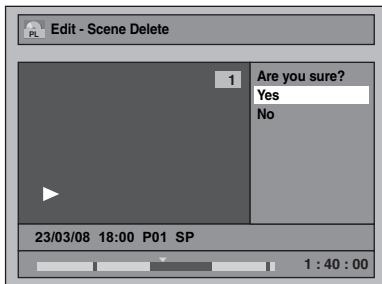 PL Edit - Scene Delete
1
Are you sure?
Yes
No
23/03/08 18:00 P01 SP
1 : 40 : 00